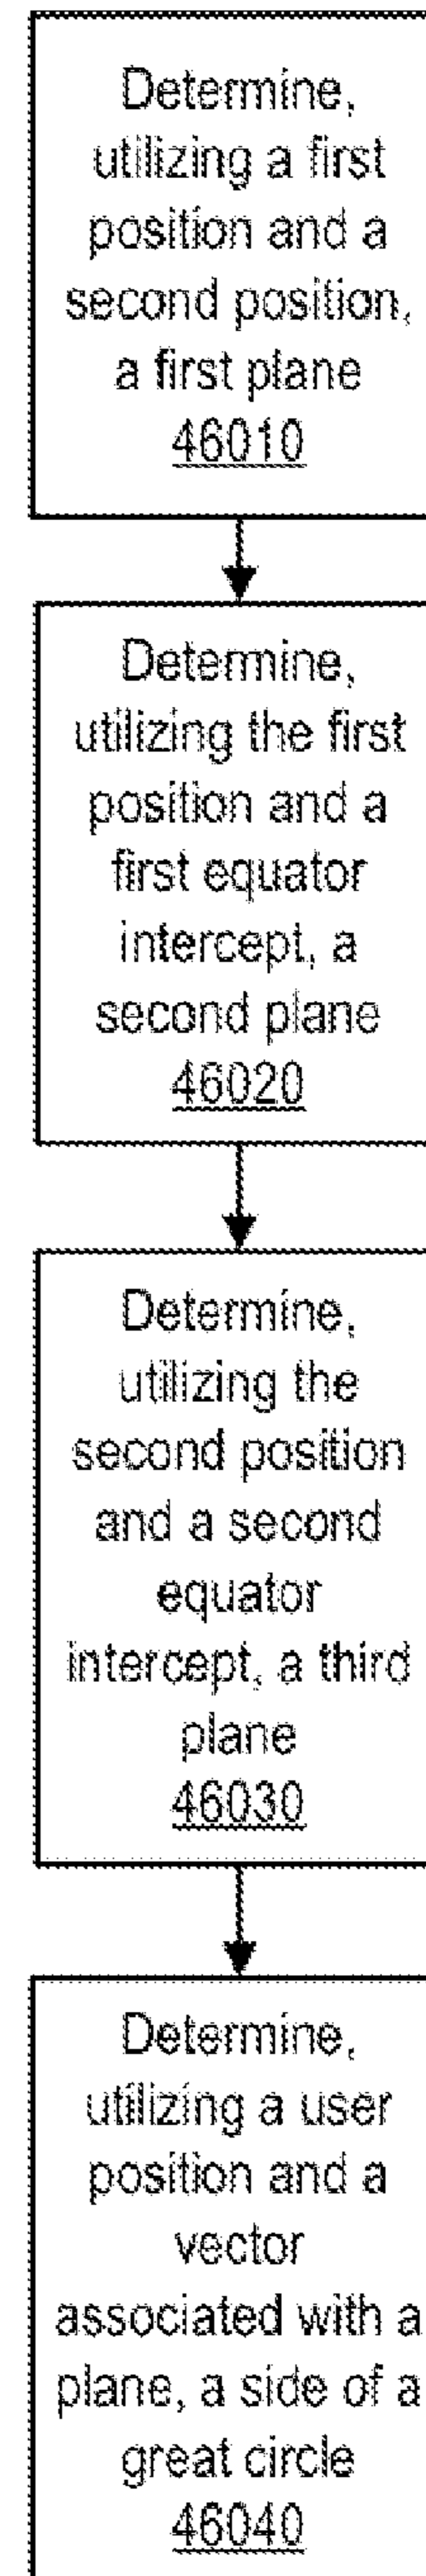 Determine,
utilizing a first
position and a
second position,
a first plane
46010
Determine,
utilizing the first
position and a
first equator
intercept, a
second plane
46020
Determine,
utilizing the
second position
and a second
equator
intercept, a third
plane
46030
Determine,
utilizing a user
position and a
vector
associated with a
plane, a side of a
great circle
46040